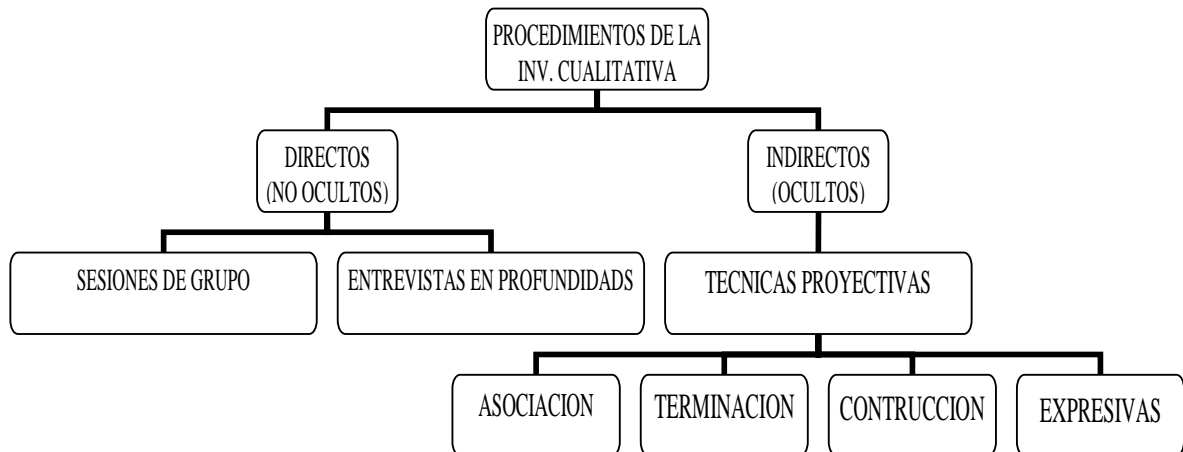 PROCEDIMIENTOS DE LA
INV. CUALITATIVA
DIRECTOS
(NO OCULTOS)
INDIRECTOS
(OCULTOS)
SESIONES DE GRUPO
ENTREVISTAS EN PROFUNDIDADS
TECNICAS PROYECTIVAS
ASOCIACION
TERMINACION
CONTRUCCION
EXPRESIVAS